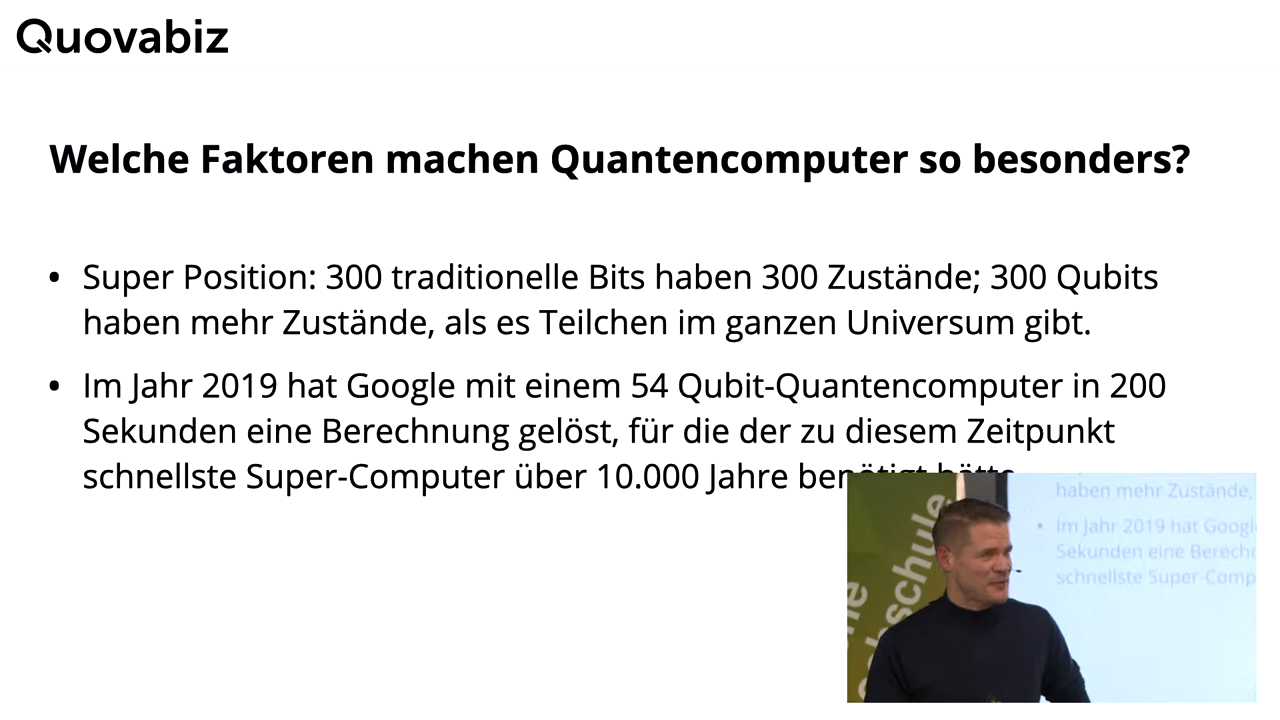 Quovabiz
Welche Faktoren machen Quantencomputer so besonders?
• Super Position: 300 traditionelle Bits haben 300 Zustände; 300 Qubits
haben mehr Zustände, als es Teilchen im ganzen Universum gibt.
• Im Jahr 2019 hat Google mit einem 54 Qubit-Quantencomputer in 200
Sekunden eine Berechnung gelöst, für die der zu diesem Zeitpunkt
schnellste Super-Computer über 10.000 Jahre benötigt hätte
haben mehr Zustände,
• Im Jahr 2019 hat Googl
Sekunden eine Berech
schnellste Super-Comp